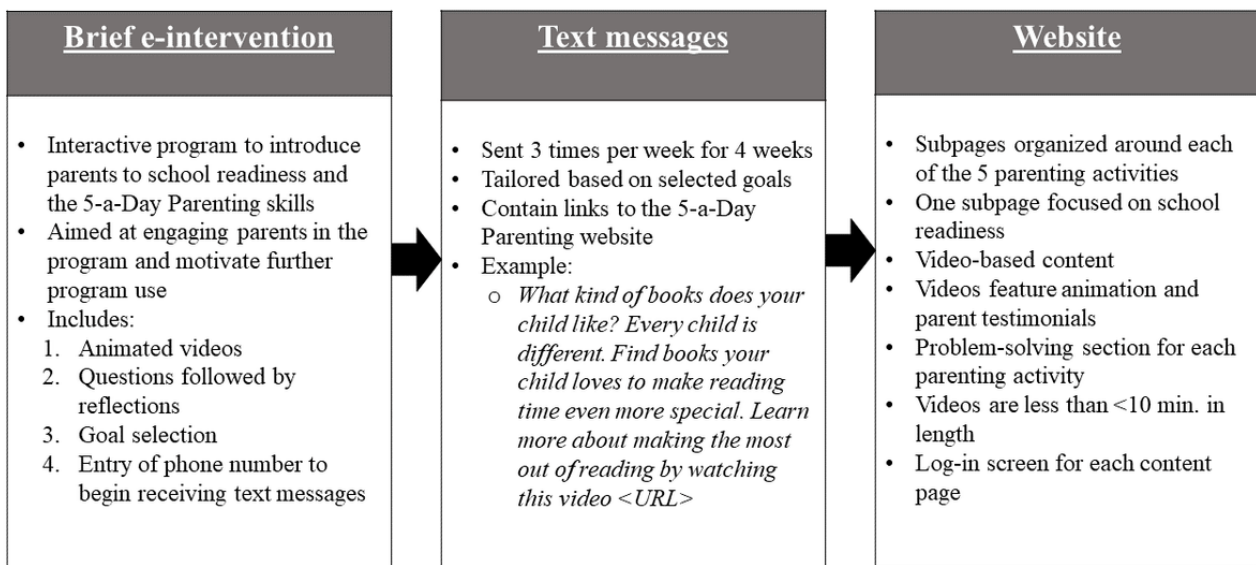 Brief e-intervention
• Interactive program to introduce
parents to school readiness and
the 5-a-Day Parenting skills
• Aimed at engaging parents in the
program and motivate further
program use
• Includes:
1. Animated videos
2. Questions followed by
reflections
3. Goal selection
4. Entry of phone number to
begin receiving text messages
Text messages
• Sent 3 times per week for 4 weeks
• Tailored based on selected goals
• Contain links to the 5-a-Day
Parenting website
• Example:
o What kind of books does your
child like? Every child is
different. Find books your
child loves to make reading
time even more special. Learn
more about making the most
out of reading by watching
this video <URL>
Website
• Subpages organized around each
of the 5 parenting activities
• One subpage focused on school
readiness
• Video-based content
• Videos feature animation and
parent testimonials
• Problem-solving section for each
parenting activity
• Videos are less than <10 min. in
length
• Log-in screen for each content
page